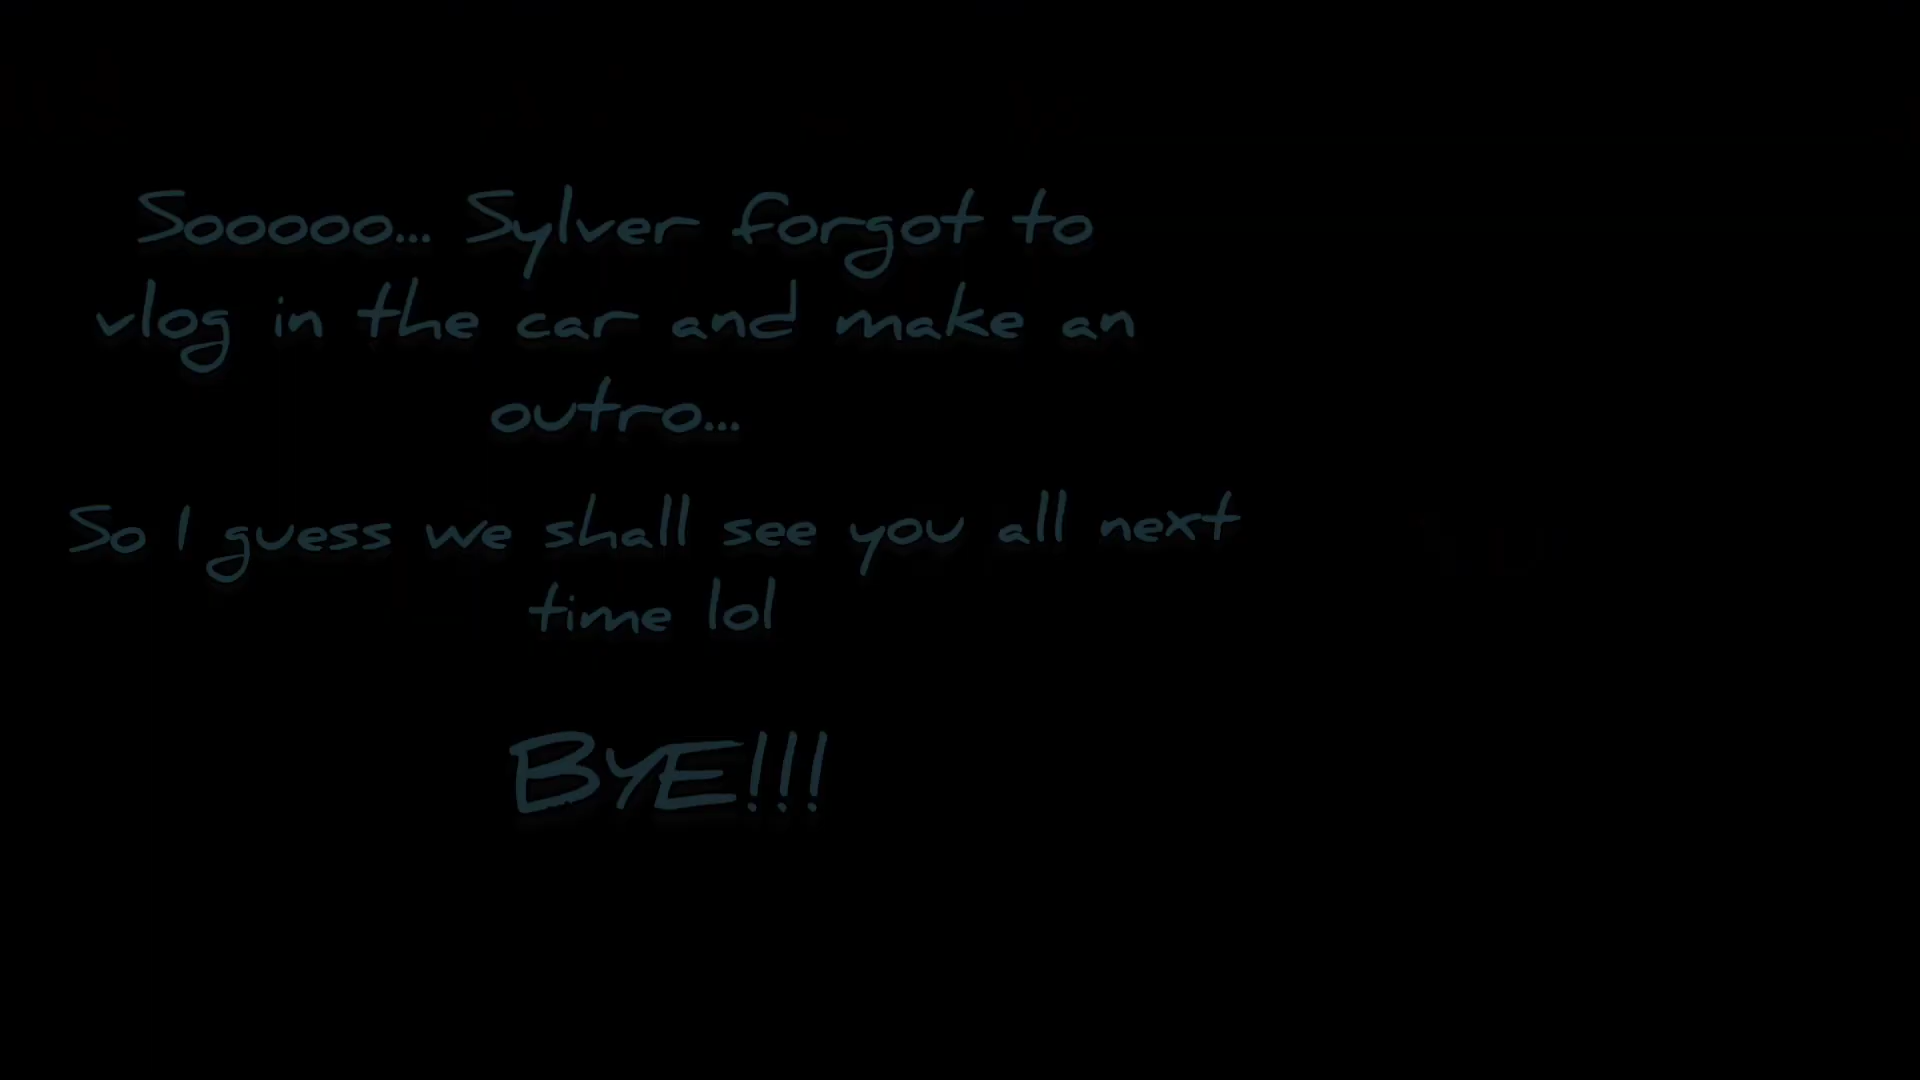 Sooooo... Sylver forgot to
vlog in the car and make an
outro...
So I guess we shall see you all next
time lol
BYE!!!